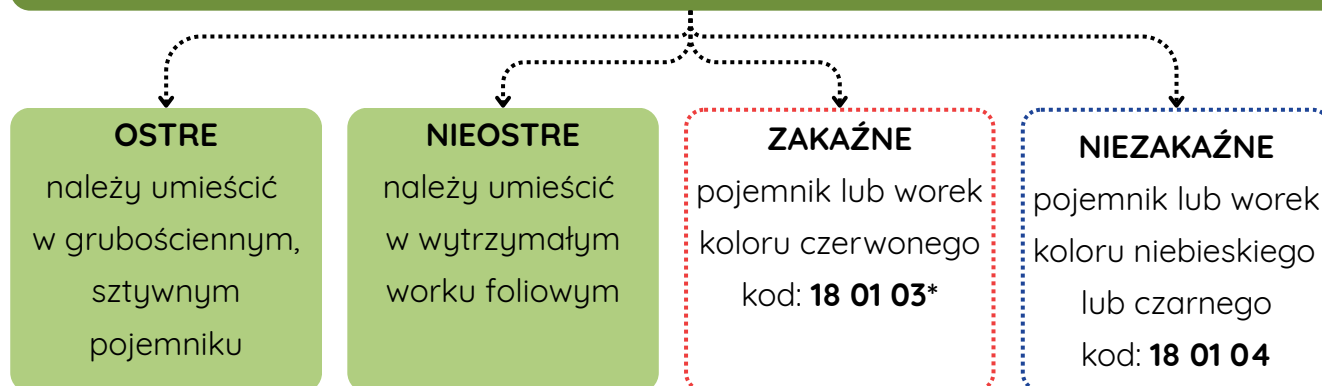 OSTRE
należy umieścić
w grubościennym,
sztywnym
pojemniku
NIEOSTRE
należy umieścić
w wytrzymałym
worku foliowym
ZAKAŹNE
pojemnik lub worek
koloru czerwonego
kod: 18 01 03*
NIEZAKAŹNE
pojemnik lub worek
koloru niebieskiego
lub czarnego
kod: 18 01 04